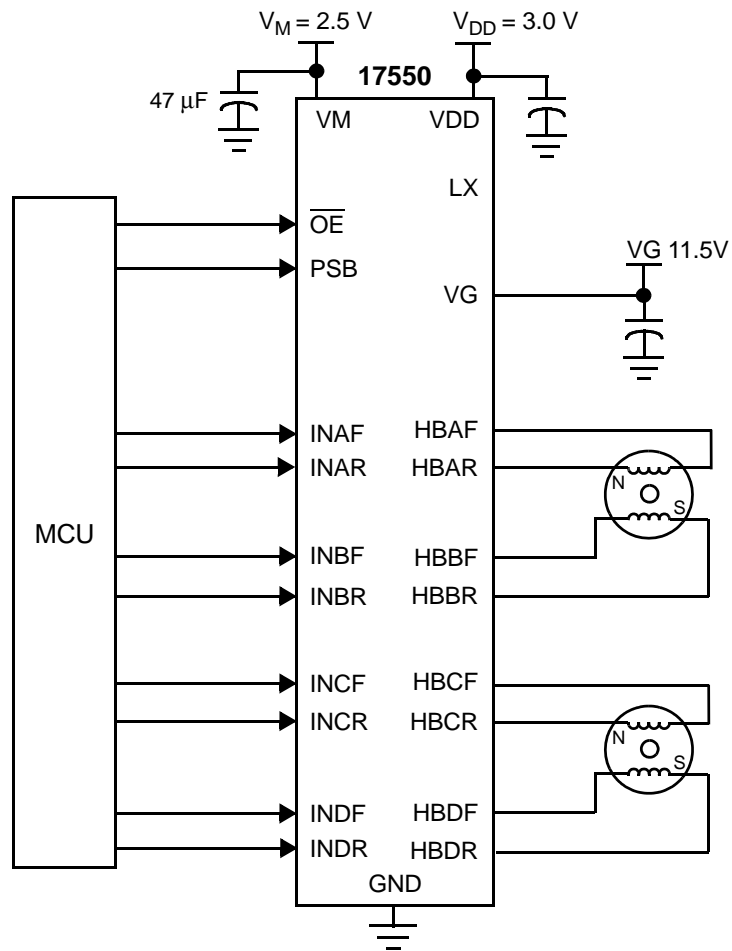 V_M = 2.5 V
V_DD = 3.0 V
17550
47 μF
VM
VDD
LX
O̅E̅
PSB
VG 11.5V
VG
INAF
HBAF
INAR
HBAR
N
S
MCU
INBF
HBBF
INBR
HBBR
INCF
HBCF
INCR
HBCR
N
S
INDF
HBDF
INDR
HBDR
GND